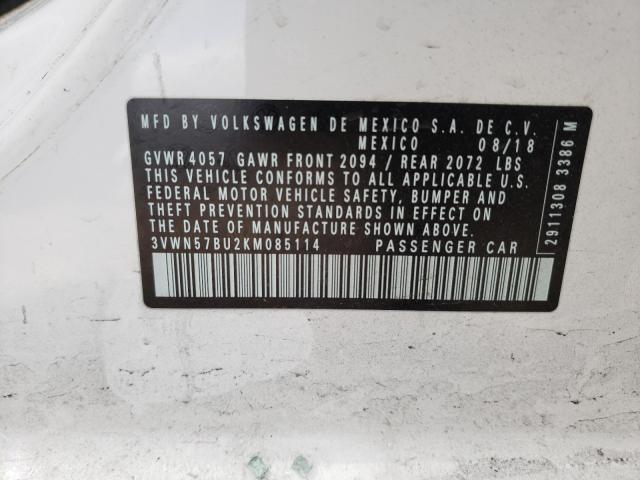 MFD BY VOLKSWAGEN DE MEXICO S.A. DE C.V.
MEXICO 08/18
GVWR 4057 GAWR FRONT 2094 / REAR 2072 LBS
THIS VEHICLE CONFORMS TO ALL APPLICABLE U.S.
FEDERAL MOTOR VEHICLE SAFETY, BUMPER AND
THEFT PREVENTION STANDARDS IN EFFECT ON
THE DATE OF MANUFACTURE SHOWN ABOVE.
3VWN57BU2KM085114 PASSENGER CAR
2911308 3386 M